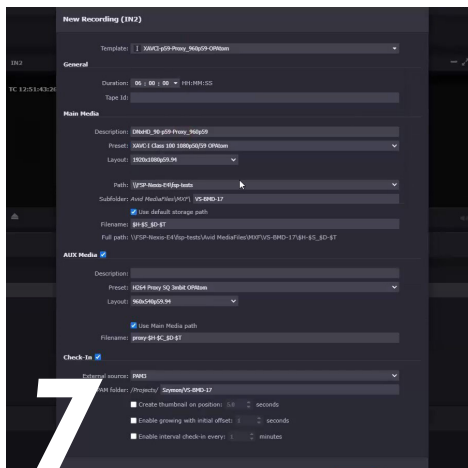 New Recording (IN2)
Template: I XAVCI-p59-Proxy_960p59-OPAtom
IN2
General
Duration: 06 : 00 : 00 HH:MM:SS
TC 12:51:43:26
Tape Id:
Main Media
Description: DNxHD_90-p59-Proxy_960p59
Preset: XAVC-I Class 100 1080p50/59 OPAtom
Layout: 1920x1080p59.94
Path: \\FSP-Nexis-E4\fsp-tests
Subfolder: Avid MediaFiles\MXF\ VS-BMD-17
Use default storage path
Filename: $H-$S_$D-$T
Full path: \\FSP-Nexis-E4\fsp-tests\Avid MediaFiles\MXF\VS-BMD-17\$H-$S_$D-$T
AUX Media
Description:
Preset: H264 Proxy SQ 3mbit OPAtom
Layout: 960x540p59.94
Use Main Media path
Filename: proxy-$H-$C_$D-$T
Check-In
External source: PAM3
PAM folder: /Projects/ Szymon/VS-BMD-17
Create thumbnail on position: seconds
Enable growing with initial offset: seconds
Enable interval check-in every: minutes
7